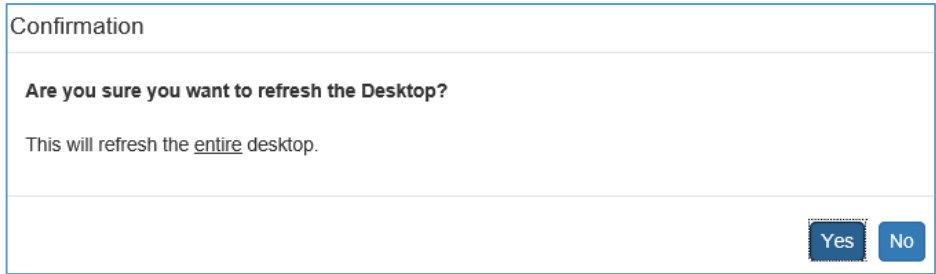 Confirmation
Are you sure you want to refresh the Desktop?
This will refresh the entire desktop.
Yes No